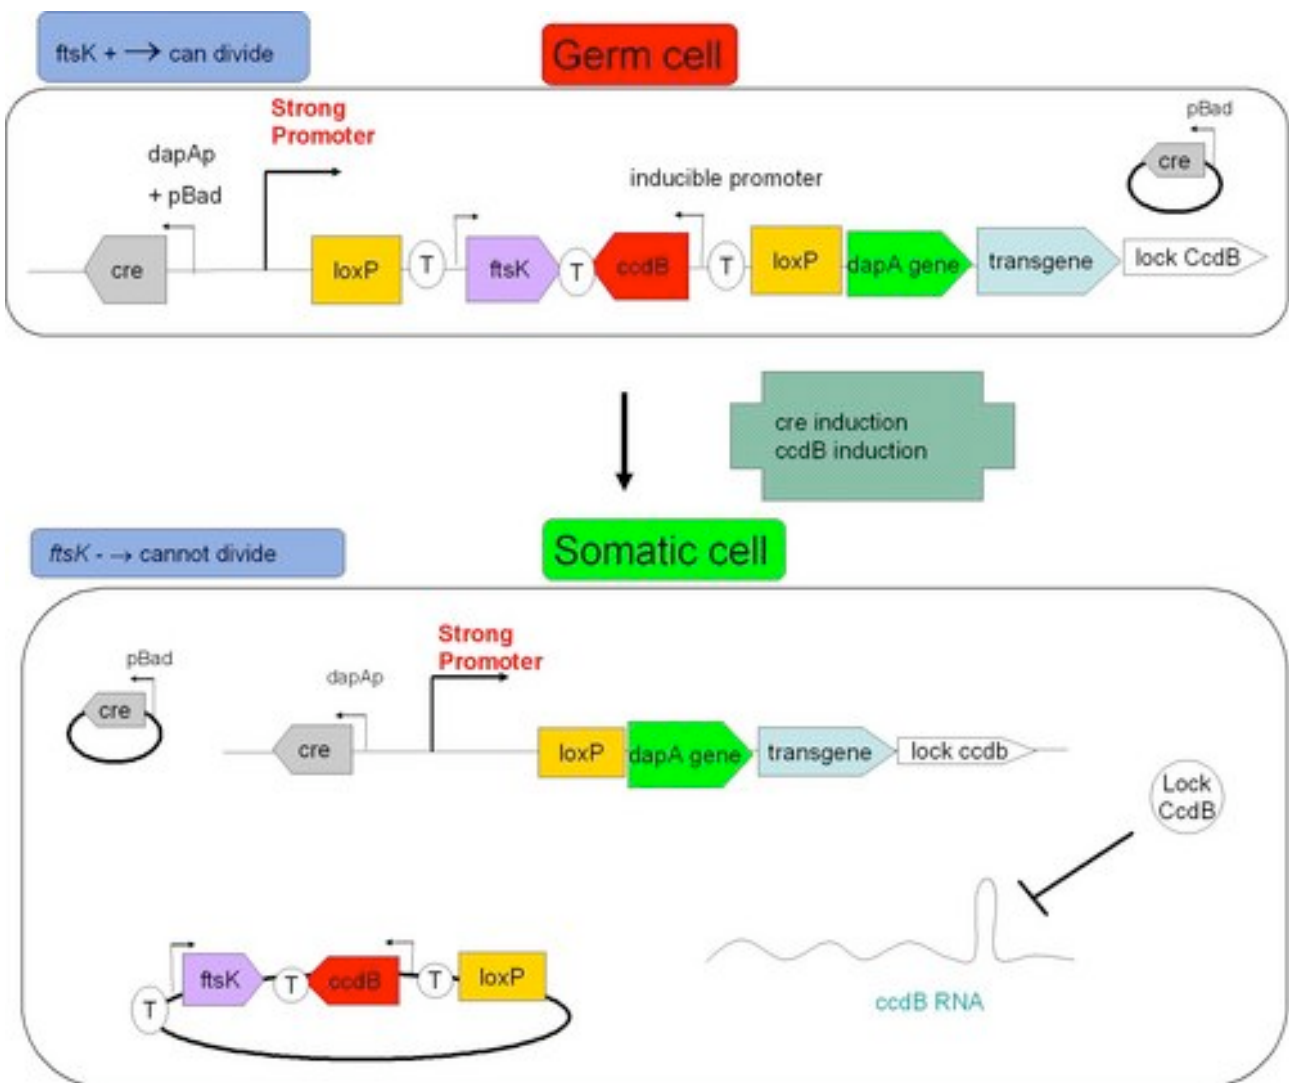 ftsK + → can divide
Germ cell
Strong
Promoter
pBad
dapAp
+ pBad
inducible promoter
cre
cre
loxP
T
ftsK
T
ccdB
T
loxP
dapA gene
transgene
lock CcdB
cre induction
ccdB induction
ftsK - → cannot divide
Somatic cell
Strong
Promoter
pBad
dapAp
cre
cre
loxP
dapA gene
transgene
lock ccdb
Lock
CcdB
ftsK
ccdB
loxP
T
T
T
ccdB RNA